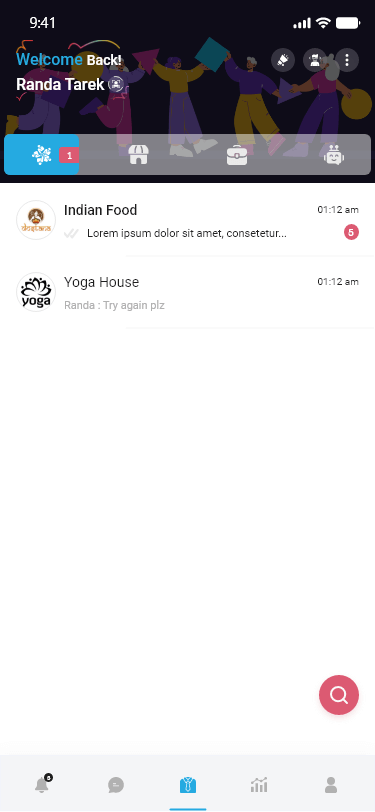 9:41
Welcome Back!
Randa Tarek
1
Indian Food
01:12 am
dastana
Lorem ipsum dolor sit amet, consetetur...
5
Yoga House
01:12 am
yoga
Randa : Try again plz